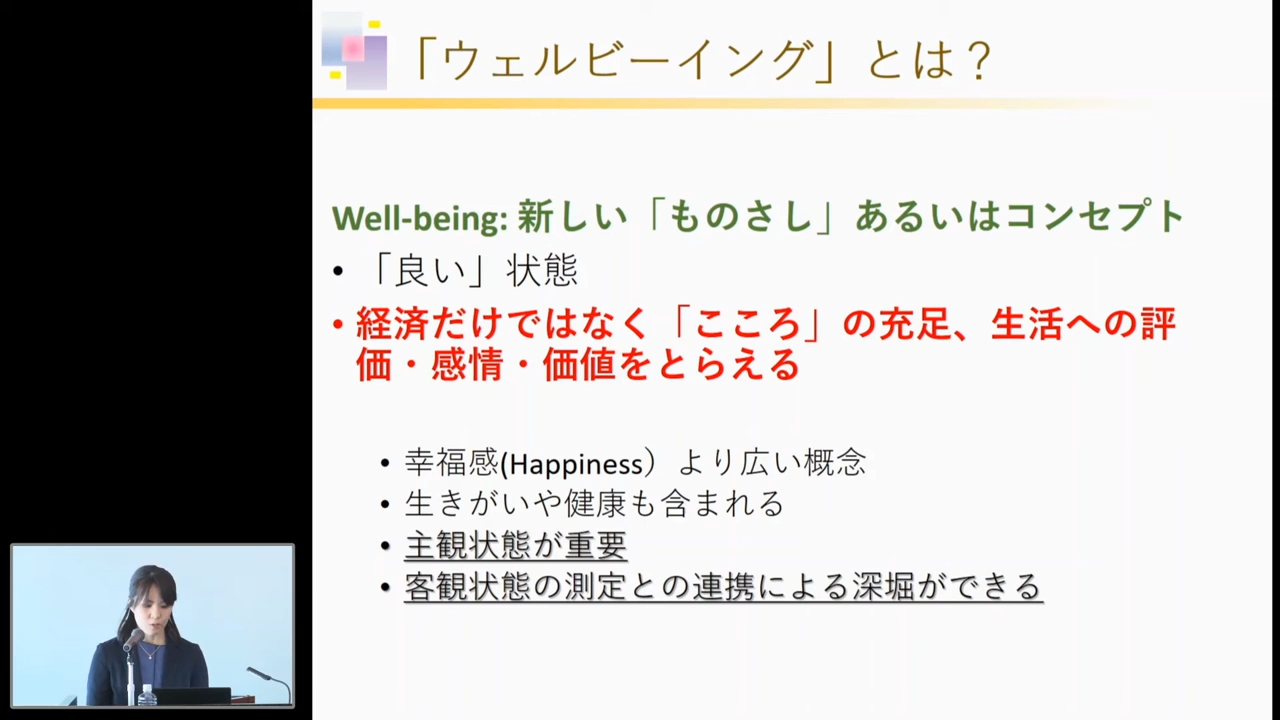 「ウェルビーイング」とは？
Well-being: 新しい「ものさし」あるいはコンセプト
• 「良い」状態
• 経済だけではなく「こころ」の充足、生活への評
価・感情・価値をとらえる
• 幸福感(Happiness）より広い概念
• 生きがいや健康も含まれる
• 主観状態が重要
• 客観状態の測定との連携による深堀ができる